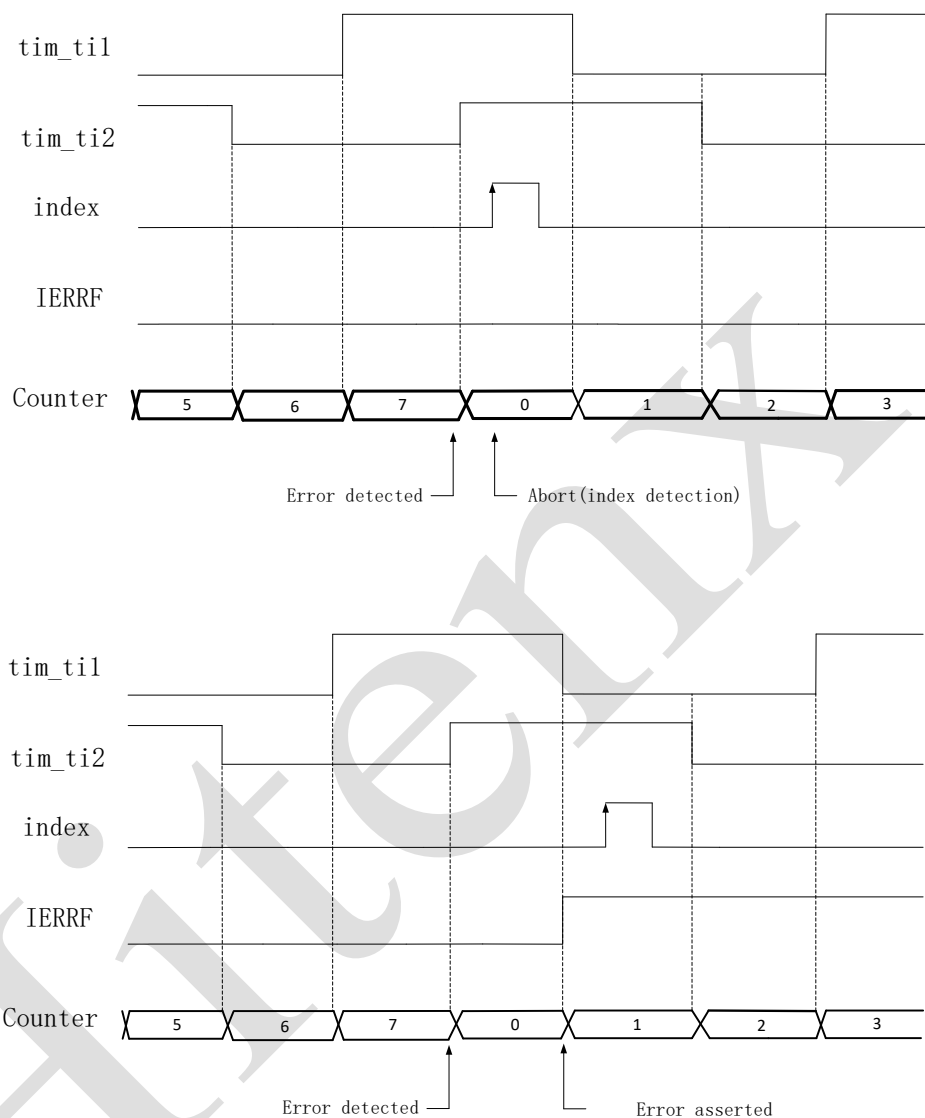 tim_ti1
tim_ti2
index
IERRF
Counter 5 6 7 0 1 2 3
Error detected Abort(index detection)
tim_ti1
tim_ti2
index
IERRF
Counter 5 6 7 0 1 2 3
Error detected Error asserted